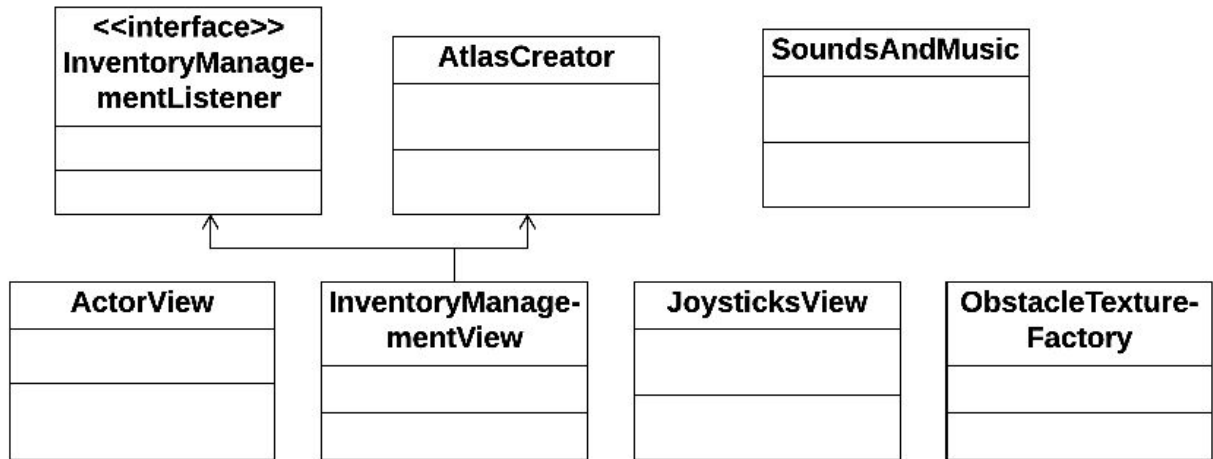 <<interface>>
InventoryManage-
mentListener
AtlasCreator
SoundsAndMusic
ActorView
InventoryManage-
mentView
JoysticksView
ObstacleTexture-
Factory